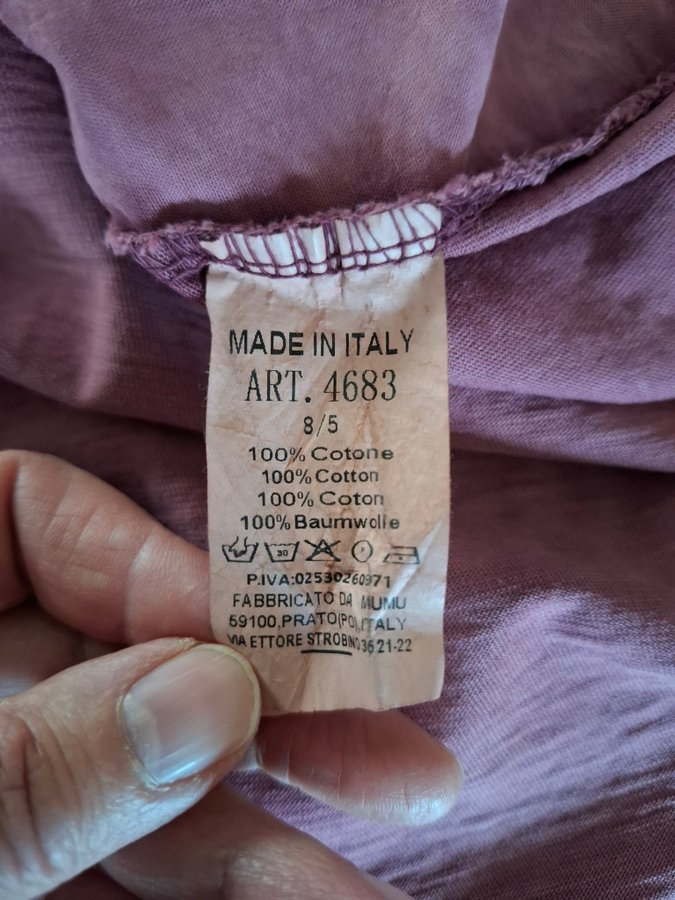 MADE IN ITALY
ART. 4683
8/5
100% Cotone
100% Cotton
100% Coton
100% Baumwolle
30 P
P.IVA:02530260971
FABBRICATO DA MUMU
59100,PRATO(PO),ITALY
VIA ETTORE STROBINO 36 21-22